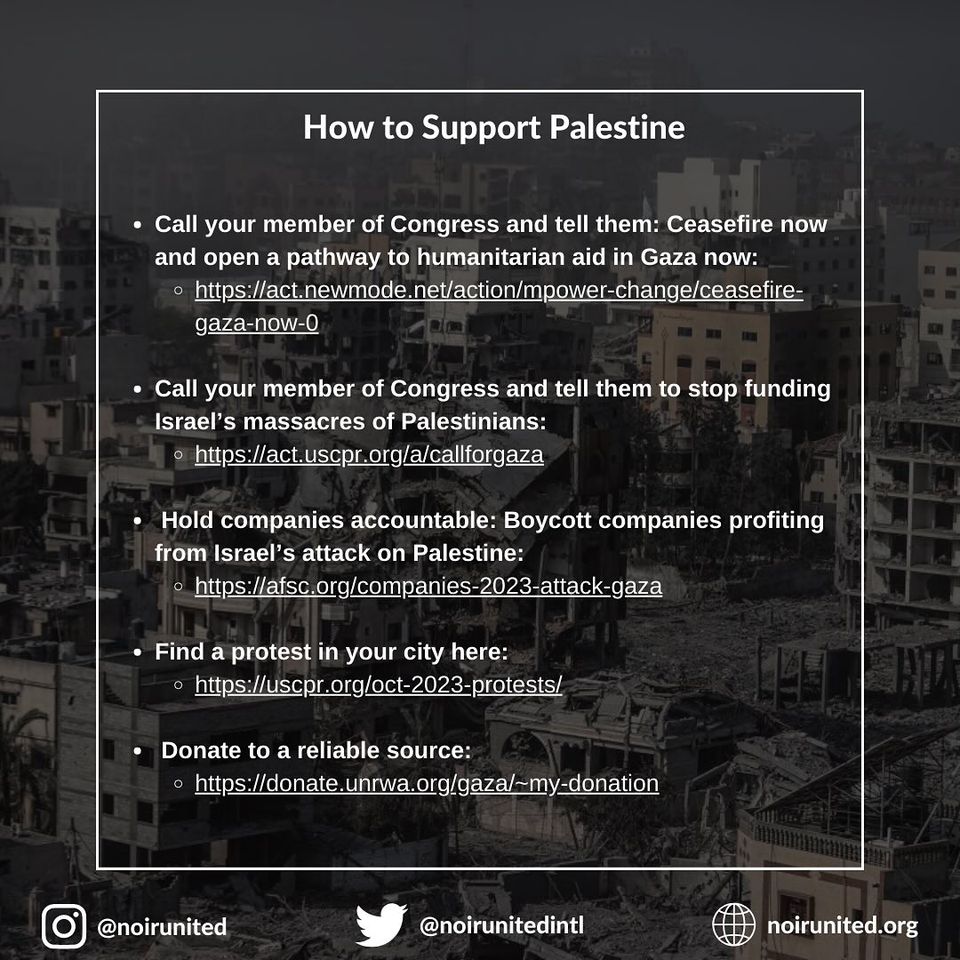 How to Support Palestine
• Call your member of Congress and tell them: Ceasefire now
and open a pathway to humanitarian aid in Gaza now:
◦ https://act.newmode.net/action/mpower-change/ceasefire-
gaza-now-0
• Call your member of Congress and tell them to stop funding
Israel’s massacres of Palestinians:
◦ https://act.uscpr.org/a/callforgaza
• Hold companies accountable: Boycott companies profiting
from Israel’s attack on Palestine:
◦ https://afsc.org/companies-2023-attack-gaza
• Find a protest in your city here:
◦ https://uscpr.org/oct-2023-protests/
• Donate to a reliable source:
◦ https://donate.unrwa.org/gaza/~my-donation
@noirunited
@noirunitedintl
noirunited.org